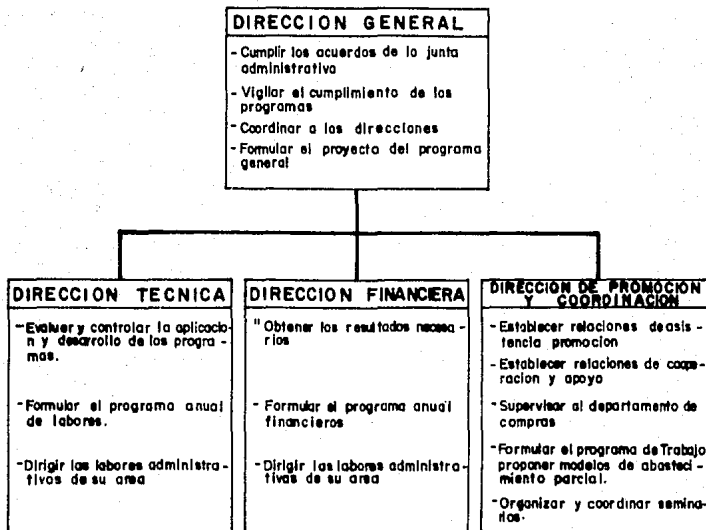 DIRECCION GENERAL
- Cumplir los acuerdos de la junta
administrativa
- Vigilar el cumplimiento de los
programas
- Coordinar a las direcciones
- Formular el proyecto del programa
general
DIRECCION TECNICA
- Evaluar y controlar la aplicacio-
n y desarrollo de los progra-
mas.
- Formular el programa anual
de labores.
- Dirigir las labores administra-
tivas de su area
DIRECCION FINANCIERA
" Obtener los resultados necesa-
rios
- Formular el programa anual
financieros
- Dirigir las labores administra-
tivas de su area
DIRECCION DE PROMOCION
Y COORDINACION
- Establecer relaciones de asis-
tencia promocion
- Establecer relaciones de coope-
racion y apoyo
- Supervisar al departamento de
compras
- Formular el programa de Trabajo
proponer modelos de abasteci-
miento parcial.
- Organizar y coordinar semina-
rios.